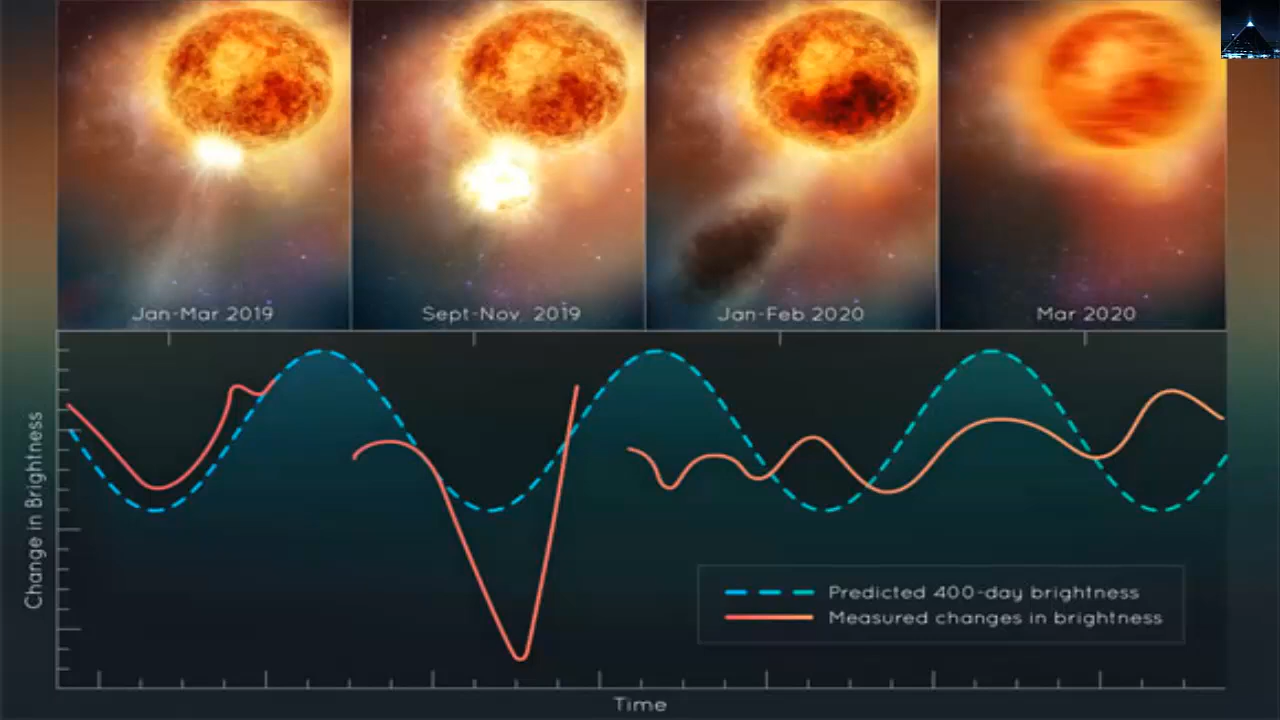 Jan-Mar 2019
Sept-Nov. 2019
Jan-Feb 2020
Mar 2020
Change in Brightness
Predicted 400-day brightness
Measured changes in brightness
Time